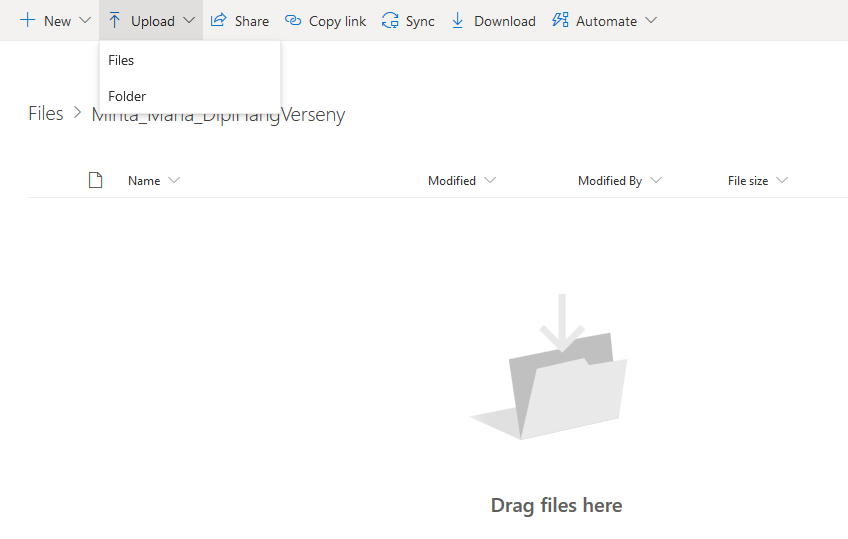 New Upload Share Copy link Sync Download Automate
Files
Folder
Files >
Name Modified Modified By File size
Drag files here